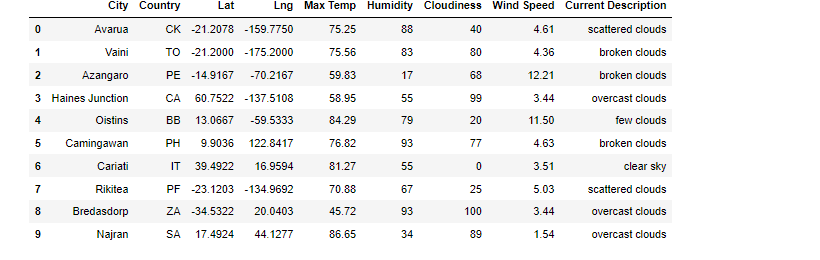 City Country Lat Lng Max Temp Humidity Cloudiness Wind Speed Current Description
0 Avarua CK -21.2078 -159.7750 75.25 88 40 4.61 scattered clouds
1 Vaini TO -21.2000 -175.2000 75.56 83 80 4.36 broken clouds
2 Azangaro PE -14.9167 -70.2167 59.83 17 68 12.21 broken clouds
3 Haines Junction CA 60.7522 -137.5108 58.95 55 99 3.44 overcast clouds
4 Oistins BB 13.0667 -59.5333 84.29 79 20 11.50 few clouds
5 Camingawan PH 9.9036 122.8417 76.82 93 77 4.63 broken clouds
6 Cariati IT 39.4922 16.9594 81.27 55 0 3.51 clear sky
7 Rikitea PF -23.1203 -134.9692 70.88 67 25 5.03 scattered clouds
8 Bredasdorp ZA -34.5322 20.0403 45.72 93 100 3.44 overcast clouds
9 Najran SA 17.4924 44.1277 86.65 34 89 1.54 overcast clouds